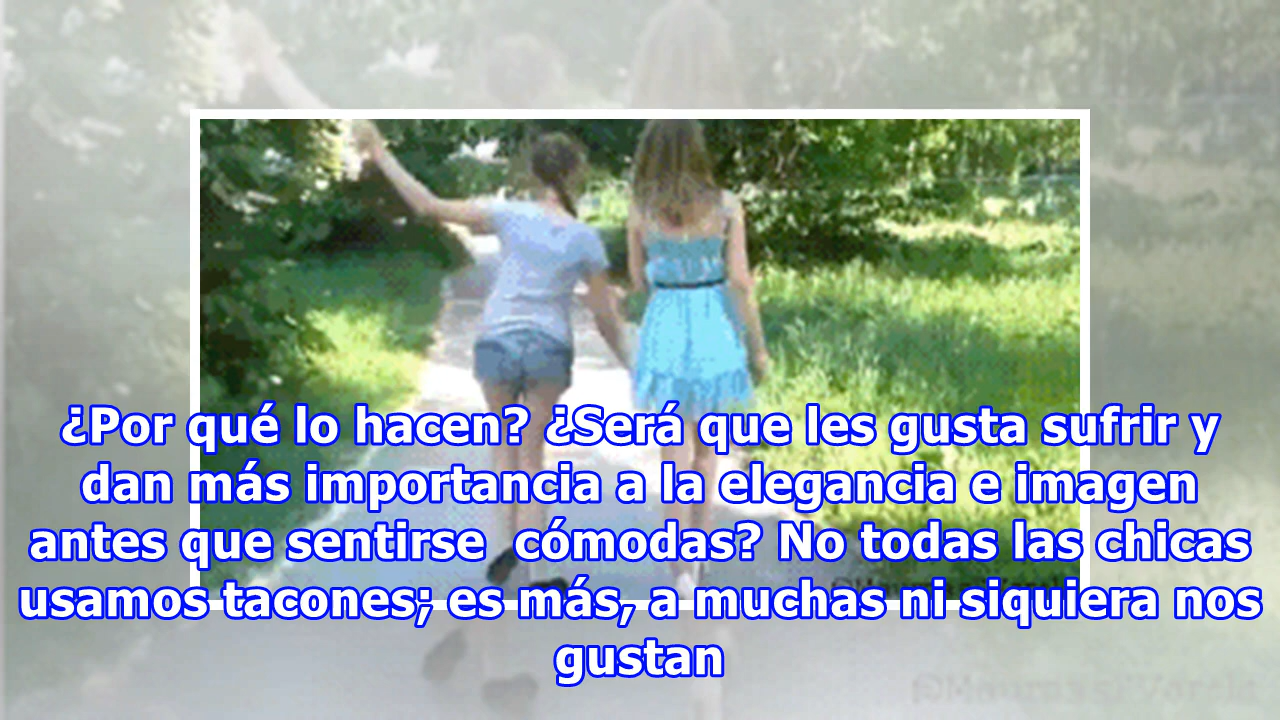 ¿Por qué lo hacen? ¿Será que les gusta sufrir y
dan más importancia a la elegancia e imagen
antes que sentirse  cómodas? No todas las chicas
usamos tacones; es más, a muchas ni siquiera nos
gustan